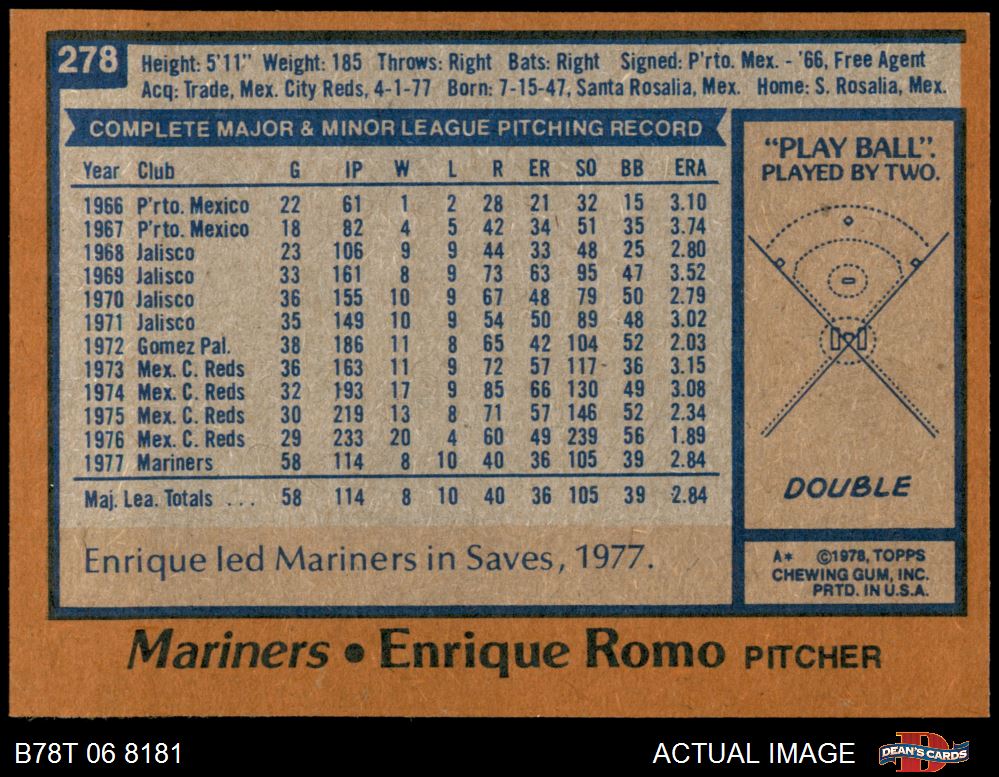 278
Height: 5'11" Weight: 185 Throws: Right Bats: Right Signed: P'rto. Mex. - '66, Free Agent
Acq: Trade, Mex. City Reds, 4-1-77 Born: 7-15-47, Santa Rosalia, Mex. Home: S. Rosalia, Mex.
COMPLETE MAJOR & MINOR LEAGUE PITCHING RECORD
Year Club G IP W L R ER SO BB ERA
1966 P'rto. Mexico 22 61 1 2 28 21 32 15 3.10
1967 P'rto. Mexico 18 82 4 5 42 34 51 35 3.74
1968 Jalisco 23 106 9 9 44 33 48 25 2.80
1969 Jalisco 33 161 8 9 73 63 95 47 3.52
1970 Jalisco 36 155 10 9 67 48 79 50 2.79
1971 Jalisco 35 149 10 9 54 50 89 48 3.02
1972 Gomez Pal. 38 186 11 8 65 42 104 52 2.03
1973 Mex. C. Reds 36 163 11 9 72 57 117 36 3.15
1974 Mex. C. Reds 32 193 17 9 85 66 130 49 3.08
1975 Mex. C. Reds 30 219 13 8 71 57 146 52 2.34
1976 Mex. C. Reds 29 233 20 4 60 49 239 56 1.89
1977 Mariners 58 114 8 10 40 36 105 39 2.84
Maj. Lea. Totals . . . 58 114 8 10 40 36 105 39 2.84
Enrique led Mariners in Saves, 1977.
"PLAY BALL".
PLAYED BY TWO.
DOUBLE
A* ©1978, TOPPS
CHEWING GUM, INC.
PRTD. IN U.S.A.
Mariners • Enrique Romo PITCHER
B78T 06 8181
ACTUAL IMAGE
DEAN'S CARDS